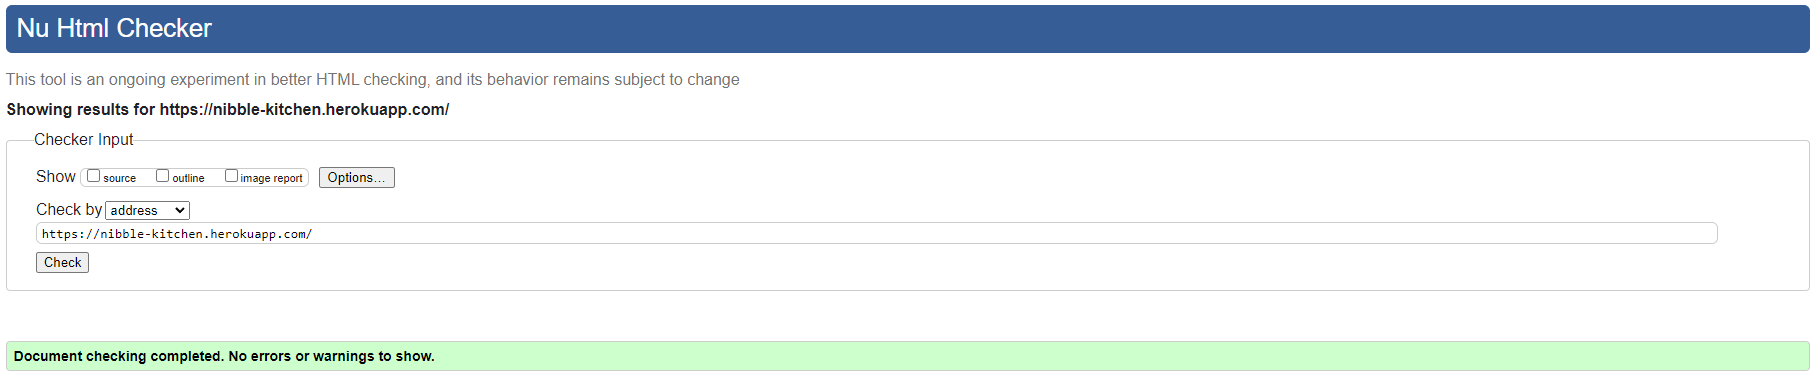 Nu Html Checker
This tool is an ongoing experiment in better HTML checking, and its behavior remains subject to change
Showing results for https://nibble-kitchen.herokuapp.com/
Checker Input
Show source outline image report Options...
Check by address
https://nibble-kitchen.herokuapp.com/
Check
Document checking completed. No errors or warnings to show.